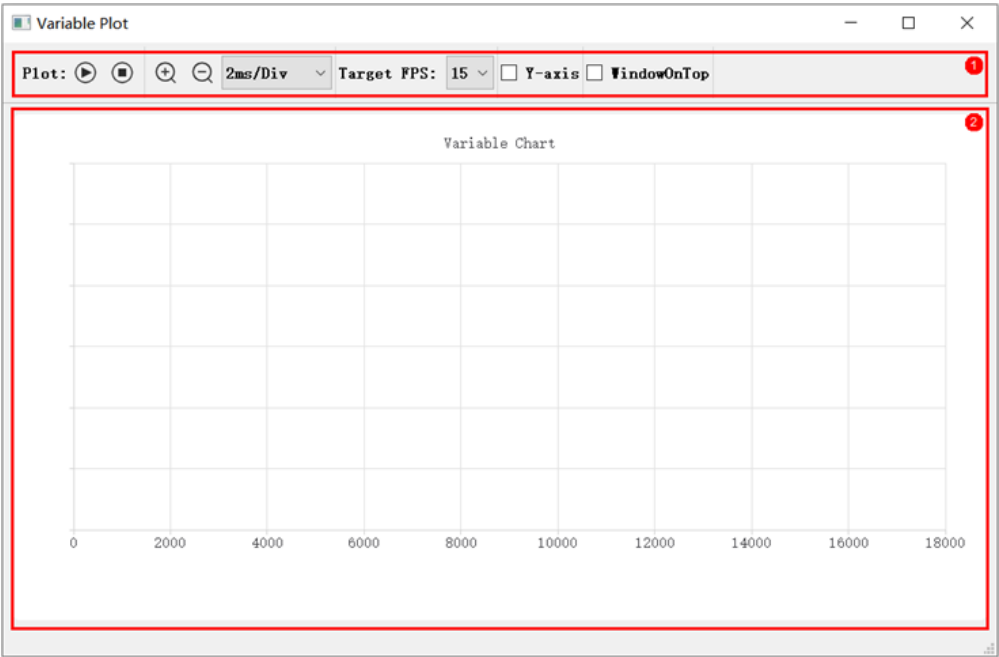 Variable Plot
Plot: 2ms/Div Target FPS: 15 Y-axis WindowOnTop 1
2
Variable Chart
0 2000 4000 6000 8000 10000 12000 14000 16000 18000